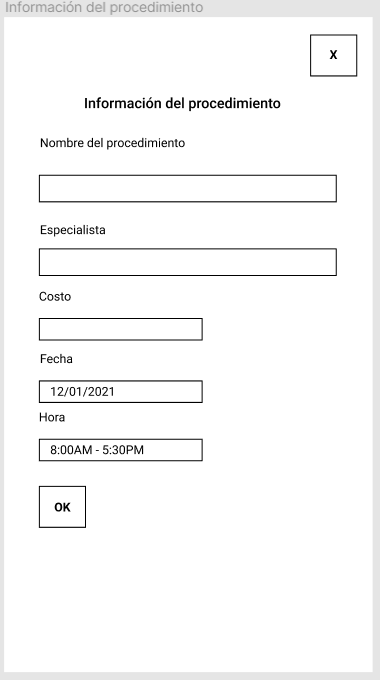 Información del procedimiento
X
Información del procedimiento
Nombre del procedimiento
Especialista
Costo
Fecha
12/01/2021
Hora
8:00AM - 5:30PM
OK